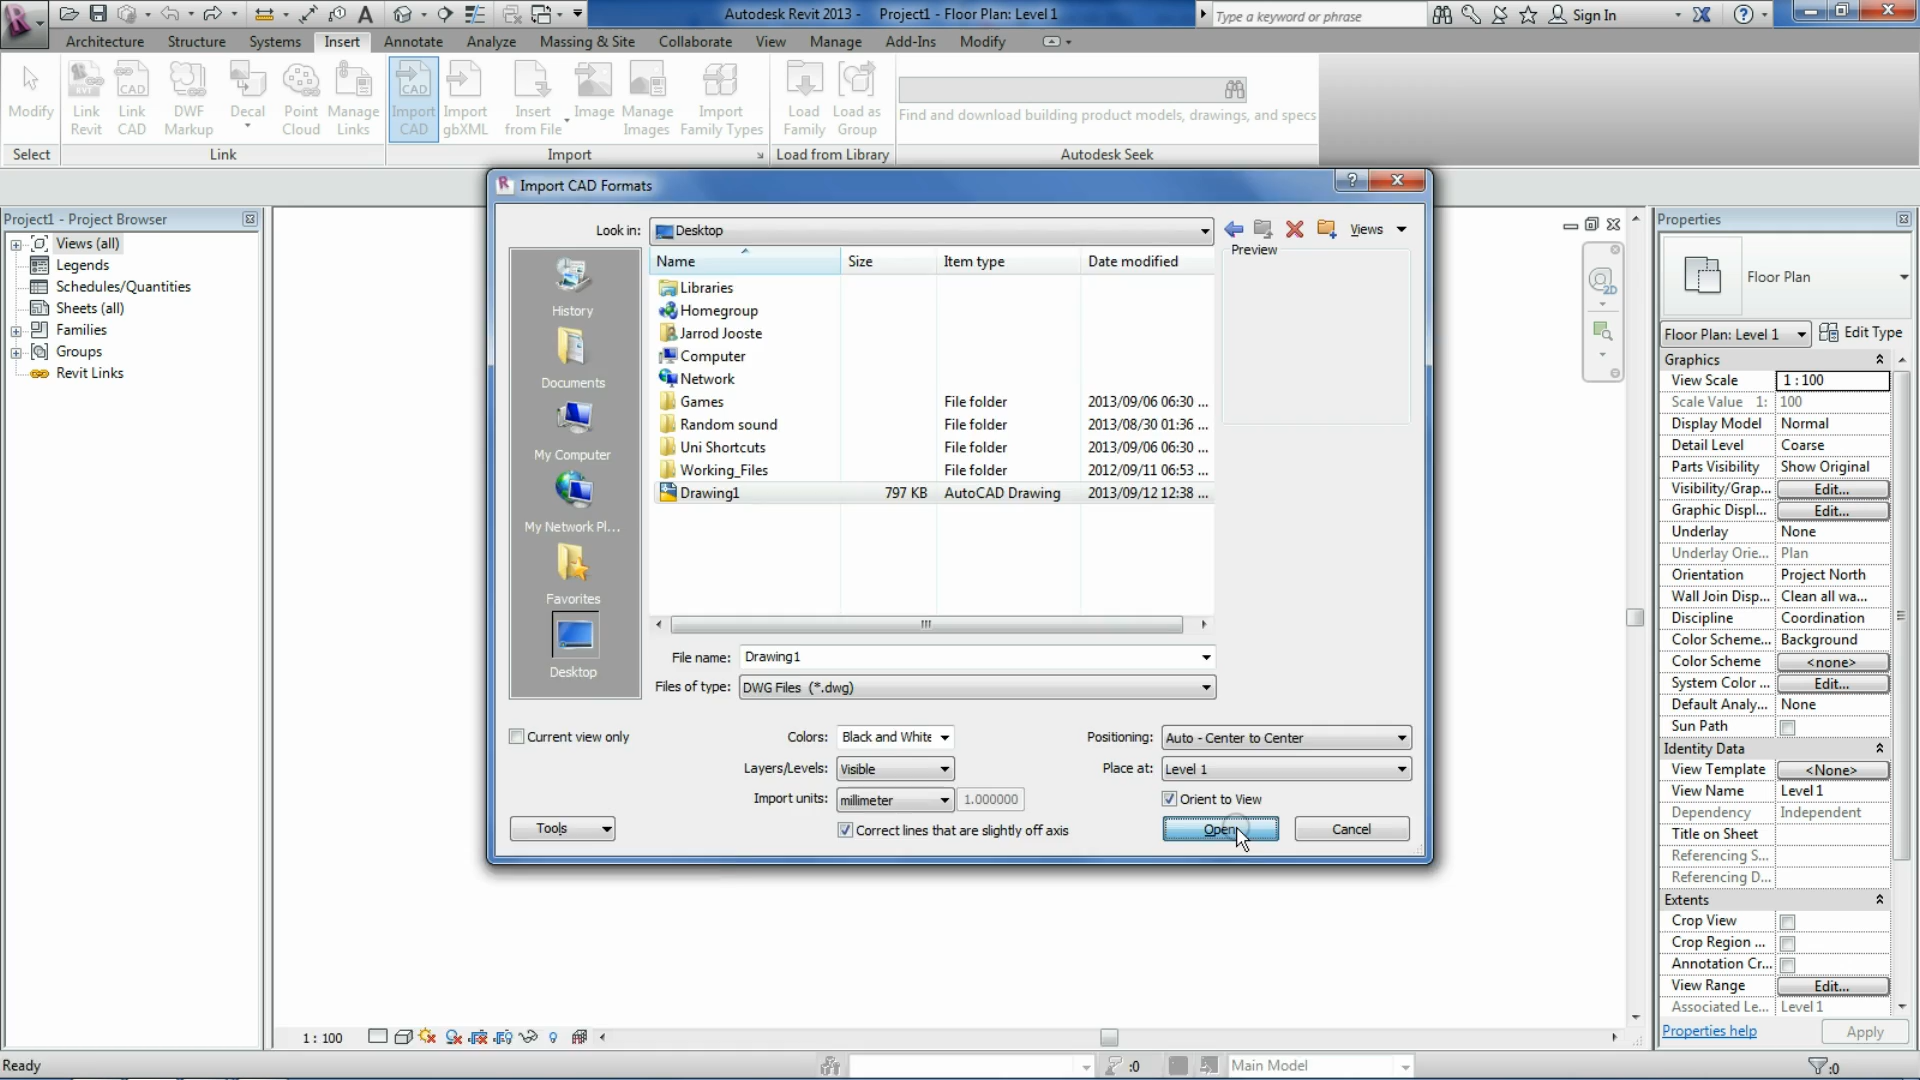 Autodesk Revit 2013 -    Project1 - Floor Plan: Level 1
Type a keyword or phrase
Sign In
Architecture Structure Systems Insert Annotate Analyze Massing & Site Collaborate View Manage Add-Ins Modify
Modify
Link Revit
Link CAD
DWF Markup
Decal
Point Cloud
Manage Links
Import CAD
Import gbXML
Insert from File
Image
Manage Images
Import Family Types
Load Family
Load as Group
Find and download building product models, drawings, and specs
Select Link Import Load from Library Autodesk Seek
Project1 - Project Browser
Views (all)
Legends
Schedules/Quantities
Sheets (all)
Families
Groups
Revit Links
Import CAD Formats
Look in: Desktop Views
Preview
History
Documents
My Computer
My Network Pl...
Favorites
Desktop
Name Size Item type Date modified
Libraries
Homegroup
Jarrod Jooste
Computer
Network
Games File folder 2013/09/06 06:30 ...
Random sound File folder 2013/08/30 01:36 ...
Uni Shortcuts File folder 2013/09/06 06:30 ...
Working_Files File folder 2012/09/11 06:53 ...
Drawing1 797 KB AutoCAD Drawing 2013/09/12 12:38 ...
File name: Drawing1
Files of type: DWG Files (*.dwg)
Current view only
Colors: Black and White
Positioning: Auto - Center to Center
Layers/Levels: Visible
Place at: Level 1
Import units: millimeter 1.000000
Orient to View
Correct lines that are slightly off axis
Tools
Open
Cancel
2D
Properties
Floor Plan
Floor Plan: Level 1 Edit Type
Graphics
View Scale 1 : 100
Scale Value 1: 100
Display Model Normal
Detail Level Coarse
Parts Visibility Show Original
Visibility/Grap... Edit...
Graphic Displ... Edit...
Underlay None
Underlay Orie... Plan
Orientation Project North
Wall Join Disp... Clean all wa...
Discipline Coordination
Color Scheme... Background
Color Scheme <none>
System Color ... Edit...
Default Analy... None
Sun Path
Identity Data
View Template <None>
View Name Level 1
Dependency Independent
Title on Sheet
Referencing S...
Referencing D...
Extents
Crop View
Crop Region ...
Annotation Cr...
View Range Edit...
Associated Le... Level 1
Properties help Apply
1 : 100
Ready
:0
Main Model
:0